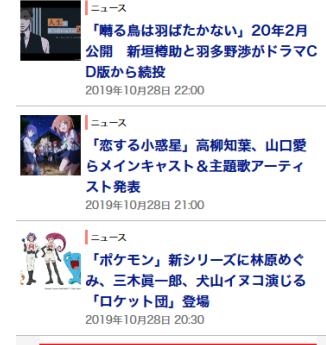 ニュース
「囀る鳥は羽ばたかない」20年2月
公開　新垣樽助と羽多野渉がドラマC
D版から続投
2019年10月28日 22:00
ニュース
「恋する小惑星」高柳知葉、山口愛
らメインキャスト＆主題歌アーティ
スト発表
2019年10月28日 21:00
ニュース
「ポケモン」新シリーズに林原めぐ
み、三木眞一郎、犬山イヌコ演じる
「ロケット団」登場
2019年10月28日 20:30